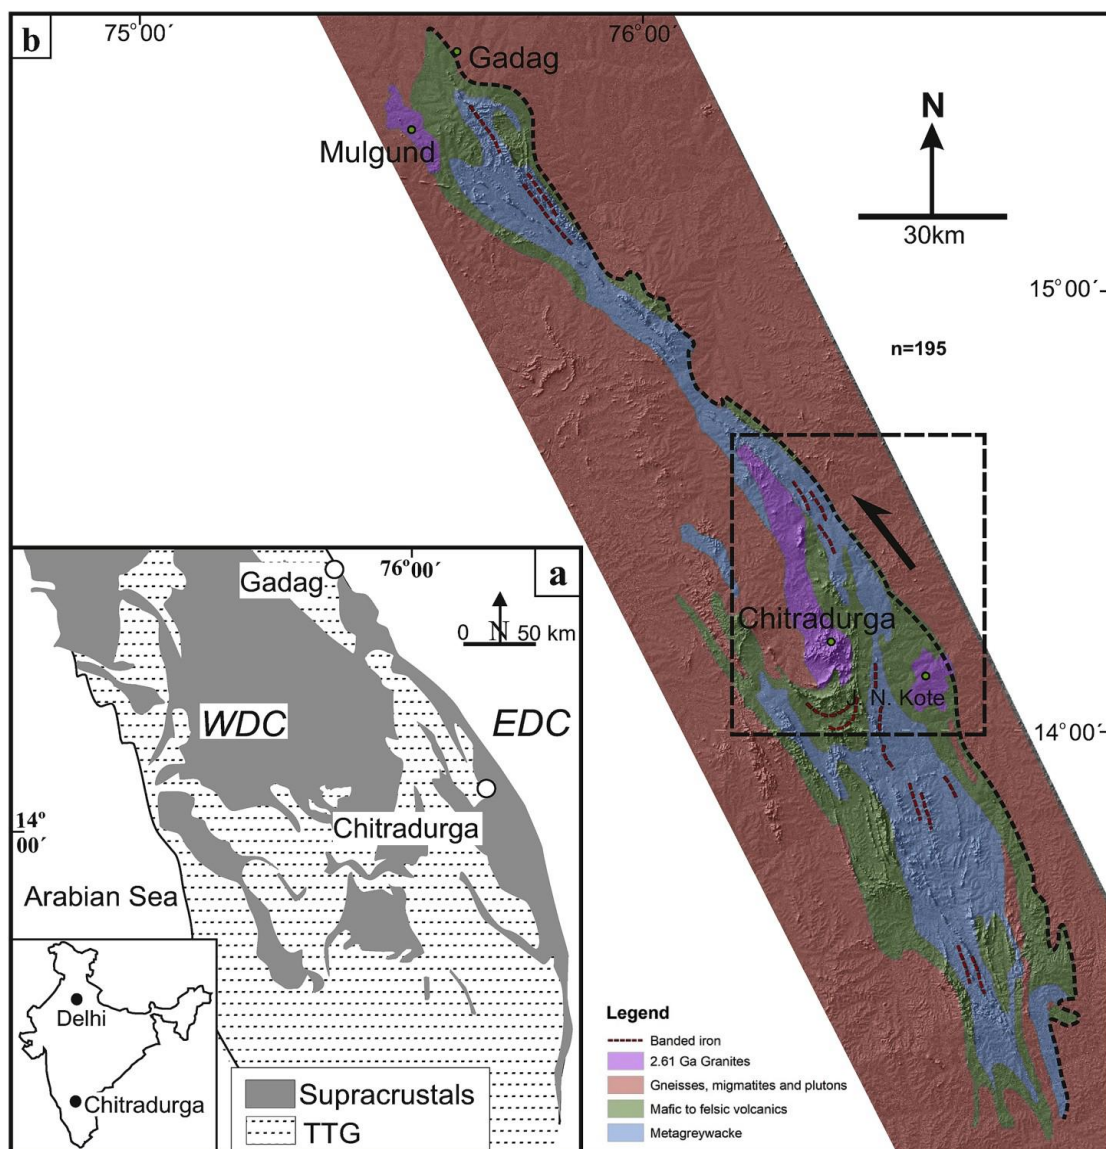 b
75°00´
76°00´
Gadag
Mulgund
N
30km
15°00´
n=195
Chitradurga
N. Kote
14°00´
a
76°00´
Gadag
N
0 50 km
WDC
EDC
Chitradurga
14°
00´
Arabian Sea
Delhi
Chitradurga
Supracrustals
TTG
Legend
Banded iron
2.61 Ga Granites
Gneisses, migmatites and plutons
Mafic to felsic volcanics
Metagreywacke